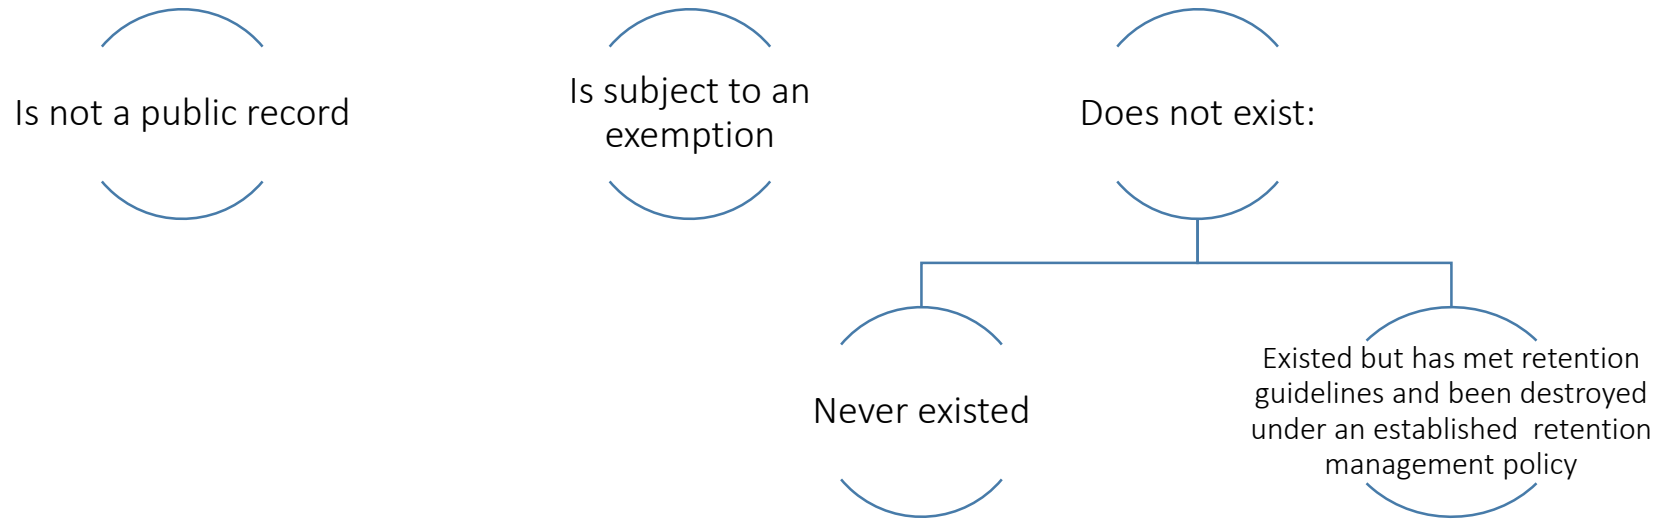 Is not a public record
Is subject to an
exemption
Does not exist:
Never existed
Existed but has met retention
guidelines and been destroyed
under an established  retention
management policy